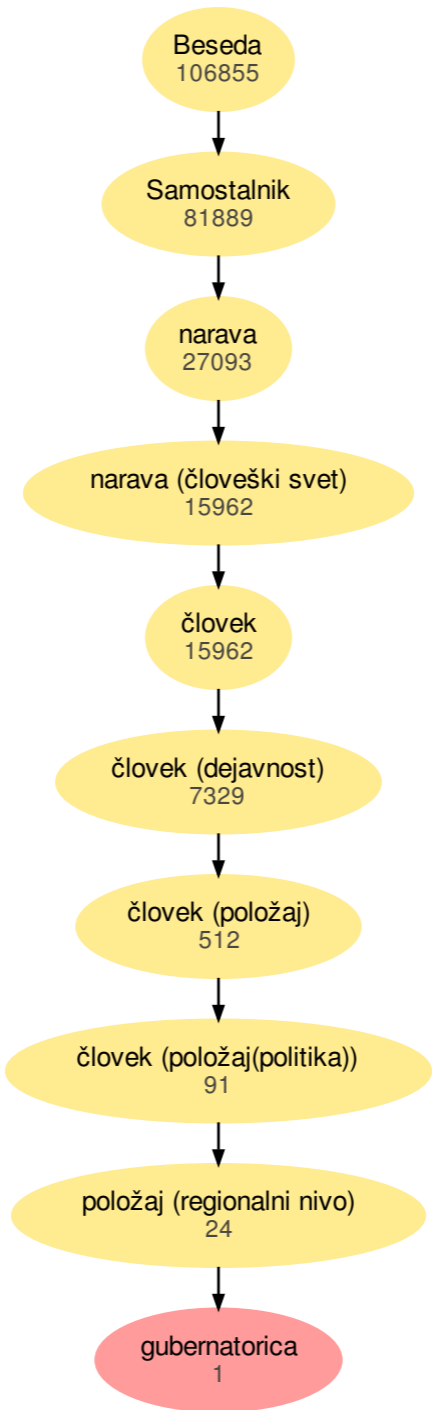 Beseda
106855
Samostalnik
81889
narava
27093
narava (človeški svet)
15962
človek
15962
človek (dejavnost)
7329
človek (položaj)
512
človek (položaj(politika))
91
položaj (regionalni nivo)
24
gubernatorica
1